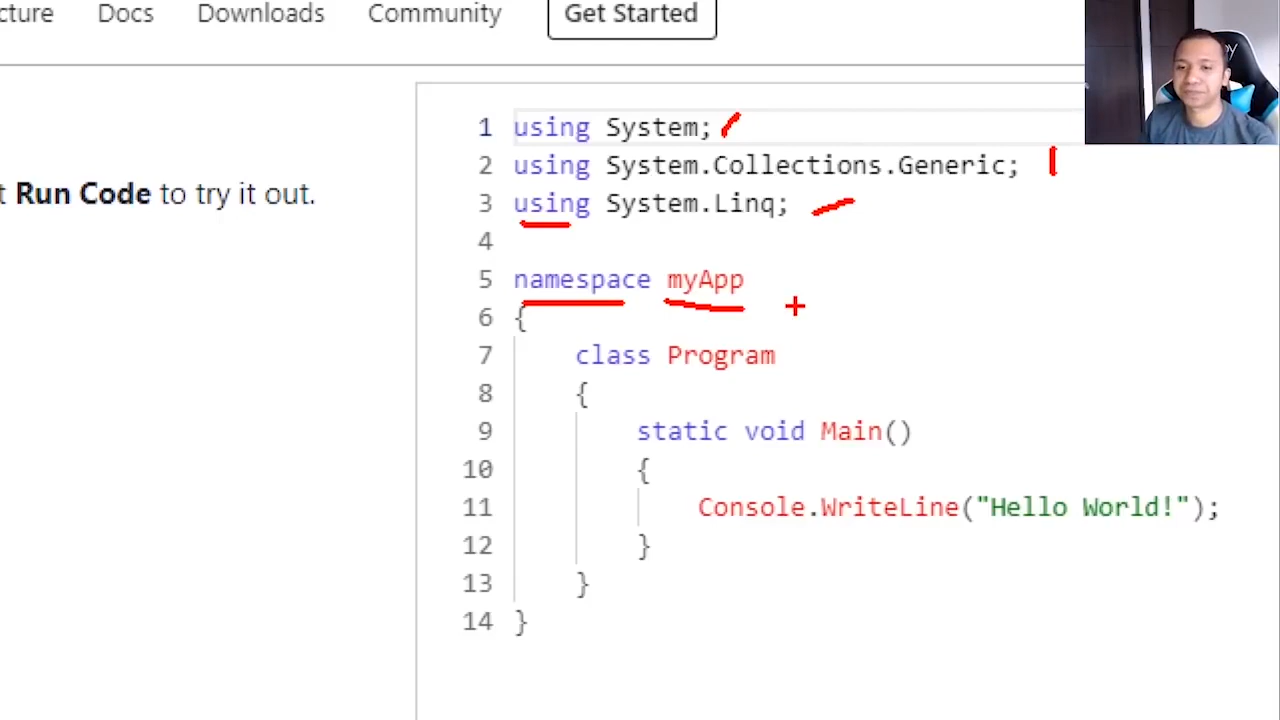 cture Docs Downloads Community Get Started
t Run Code to try it out.
1 using System;
2 using System.Collections.Generic;
3 using System.Linq;
4
5 namespace myApp
6 {
7 class Program
8 {
9 static void Main()
10 {
11 Console.WriteLine("Hello World!");
12 }
13 }
14 }